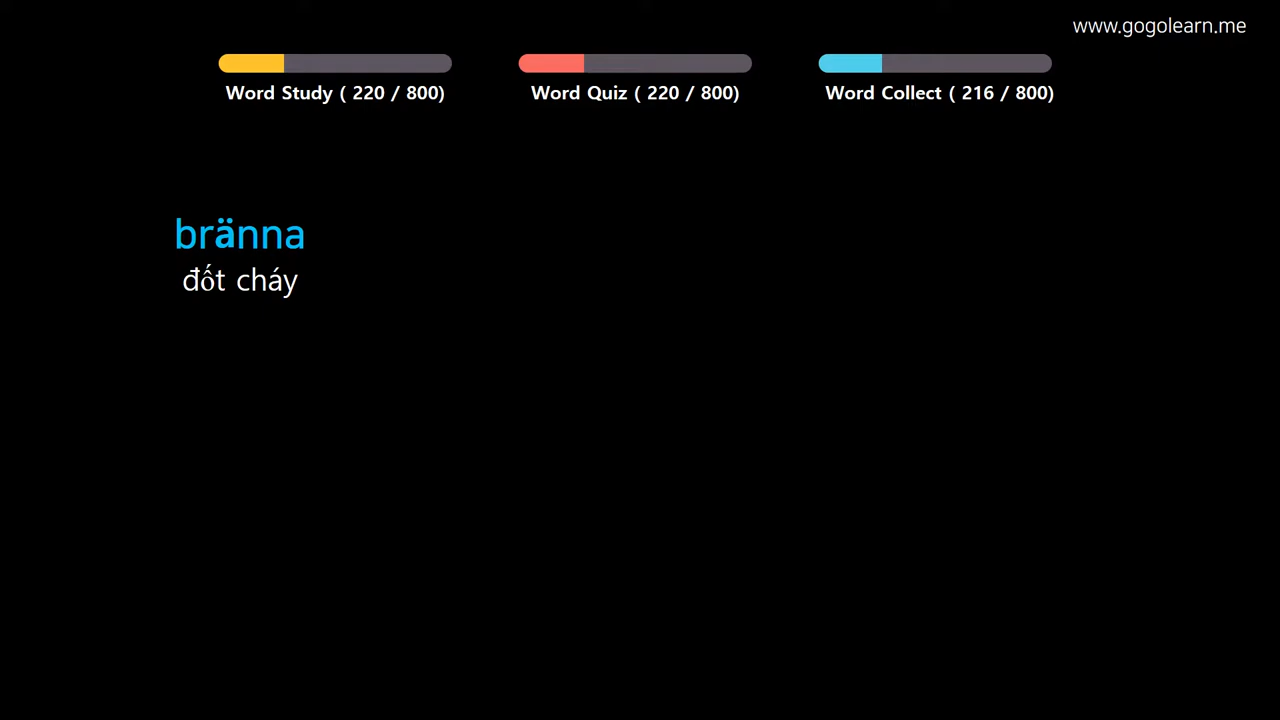 www.gogolearn.me
Word Study ( 220 / 800)
Word Quiz ( 220 / 800)
Word Collect ( 216 / 800)
bränna
đốt cháy